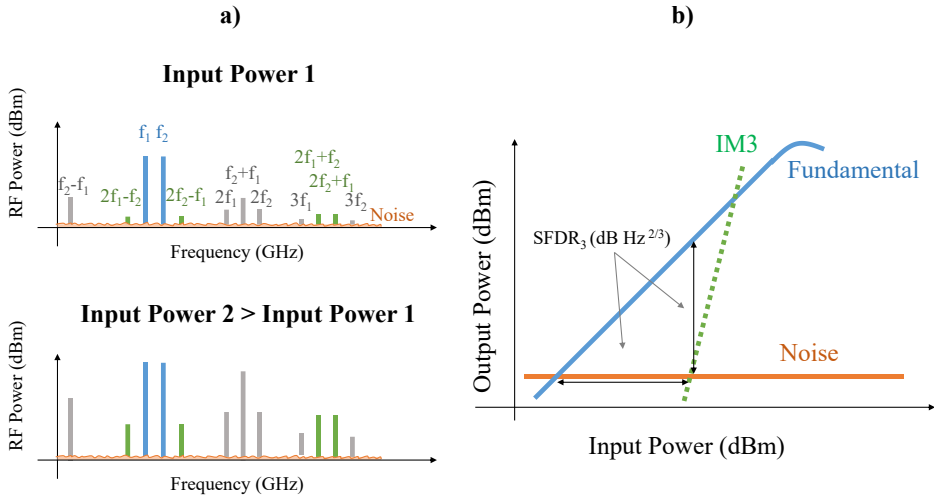 a)
Input Power 1
RF Power (dBm)
f₂-f₁
2f₁-f₂
f₁ f₂
2f₂-f₁
f₂+f₁
2f₁
2f₂
3f₁
2f₁+f₂
2f₂+f₁
3f₂
Noise
Frequency (GHz)
Input Power 2 > Input Power 1
RF Power (dBm)
Frequency (GHz)
b)
Output Power (dBm)
IM3
Fundamental
SFDR₃ (dB Hz ²/³)
Noise
Input Power (dBm)